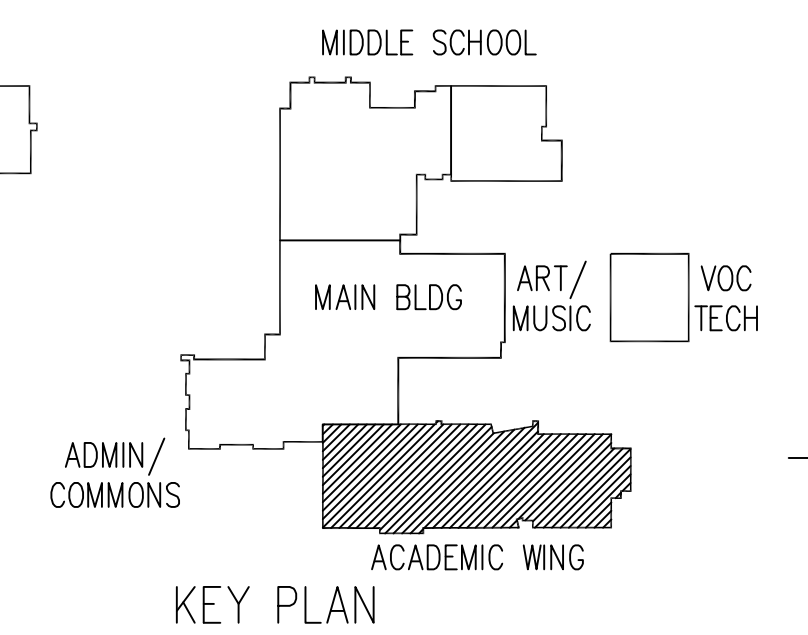 MIDDLE SCHOOL
MAIN BLDG
ART/
MUSIC
VOC
TECH
ADMIN/
COMMONS
ACADEMIC WING
KEY PLAN